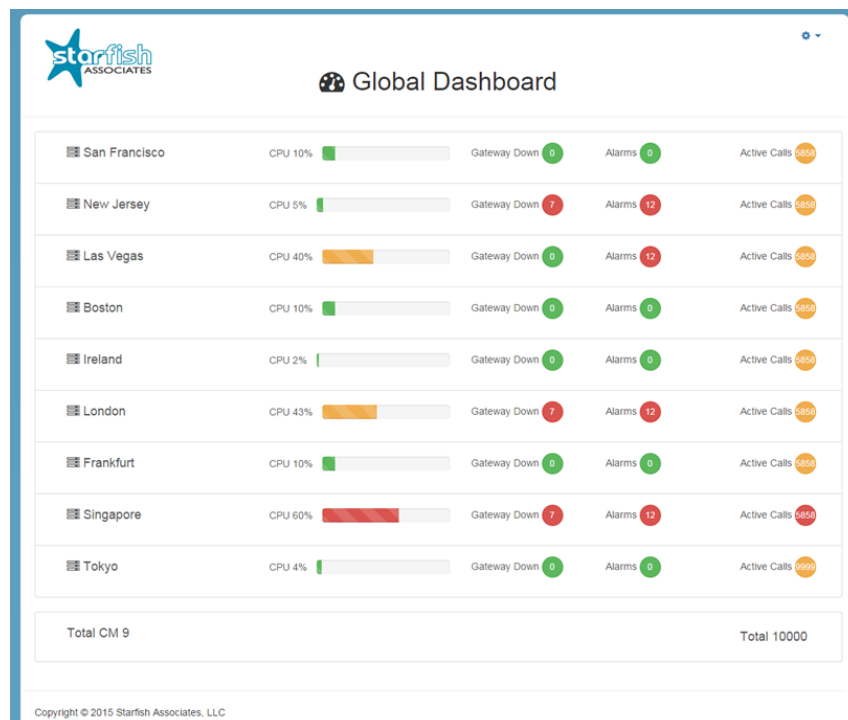 starfish
ASSOCIATES
Global Dashboard
San Francisco CPU 10% Gateway Down 0 Alarms 0 Active Calls 5858
New Jersey CPU 5% Gateway Down 7 Alarms 12 Active Calls 5858
Las Vegas CPU 40% Gateway Down 0 Alarms 12 Active Calls 5858
Boston CPU 10% Gateway Down 0 Alarms 0 Active Calls 5858
Ireland CPU 2% Gateway Down 0 Alarms 0 Active Calls 5858
London CPU 43% Gateway Down 7 Alarms 12 Active Calls 5858
Frankfurt CPU 10% Gateway Down 0 Alarms 0 Active Calls 5858
Singapore CPU 60% Gateway Down 7 Alarms 12 Active Calls 5858
Tokyo CPU 4% Gateway Down 0 Alarms 0 Active Calls 9999
Total CM 9 Total 10000
Copyright © 2015 Starfish Associates, LLC